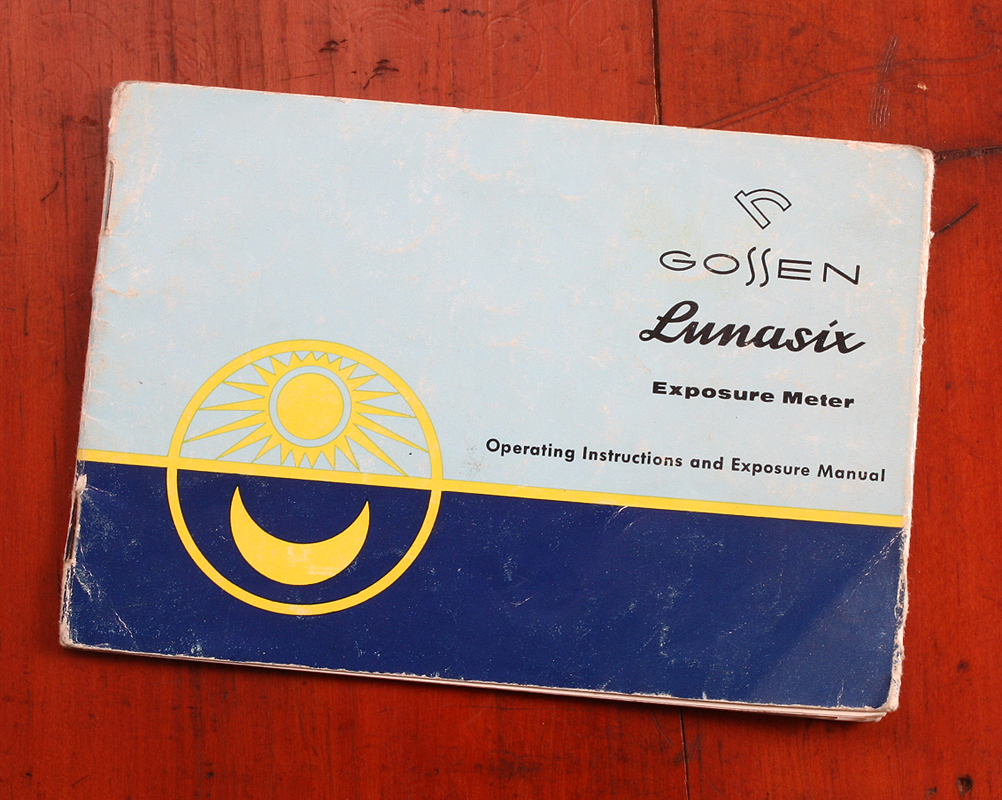 GOSSEN
Lunasix
Exposure Meter
Operating Instructions and Exposure Manual